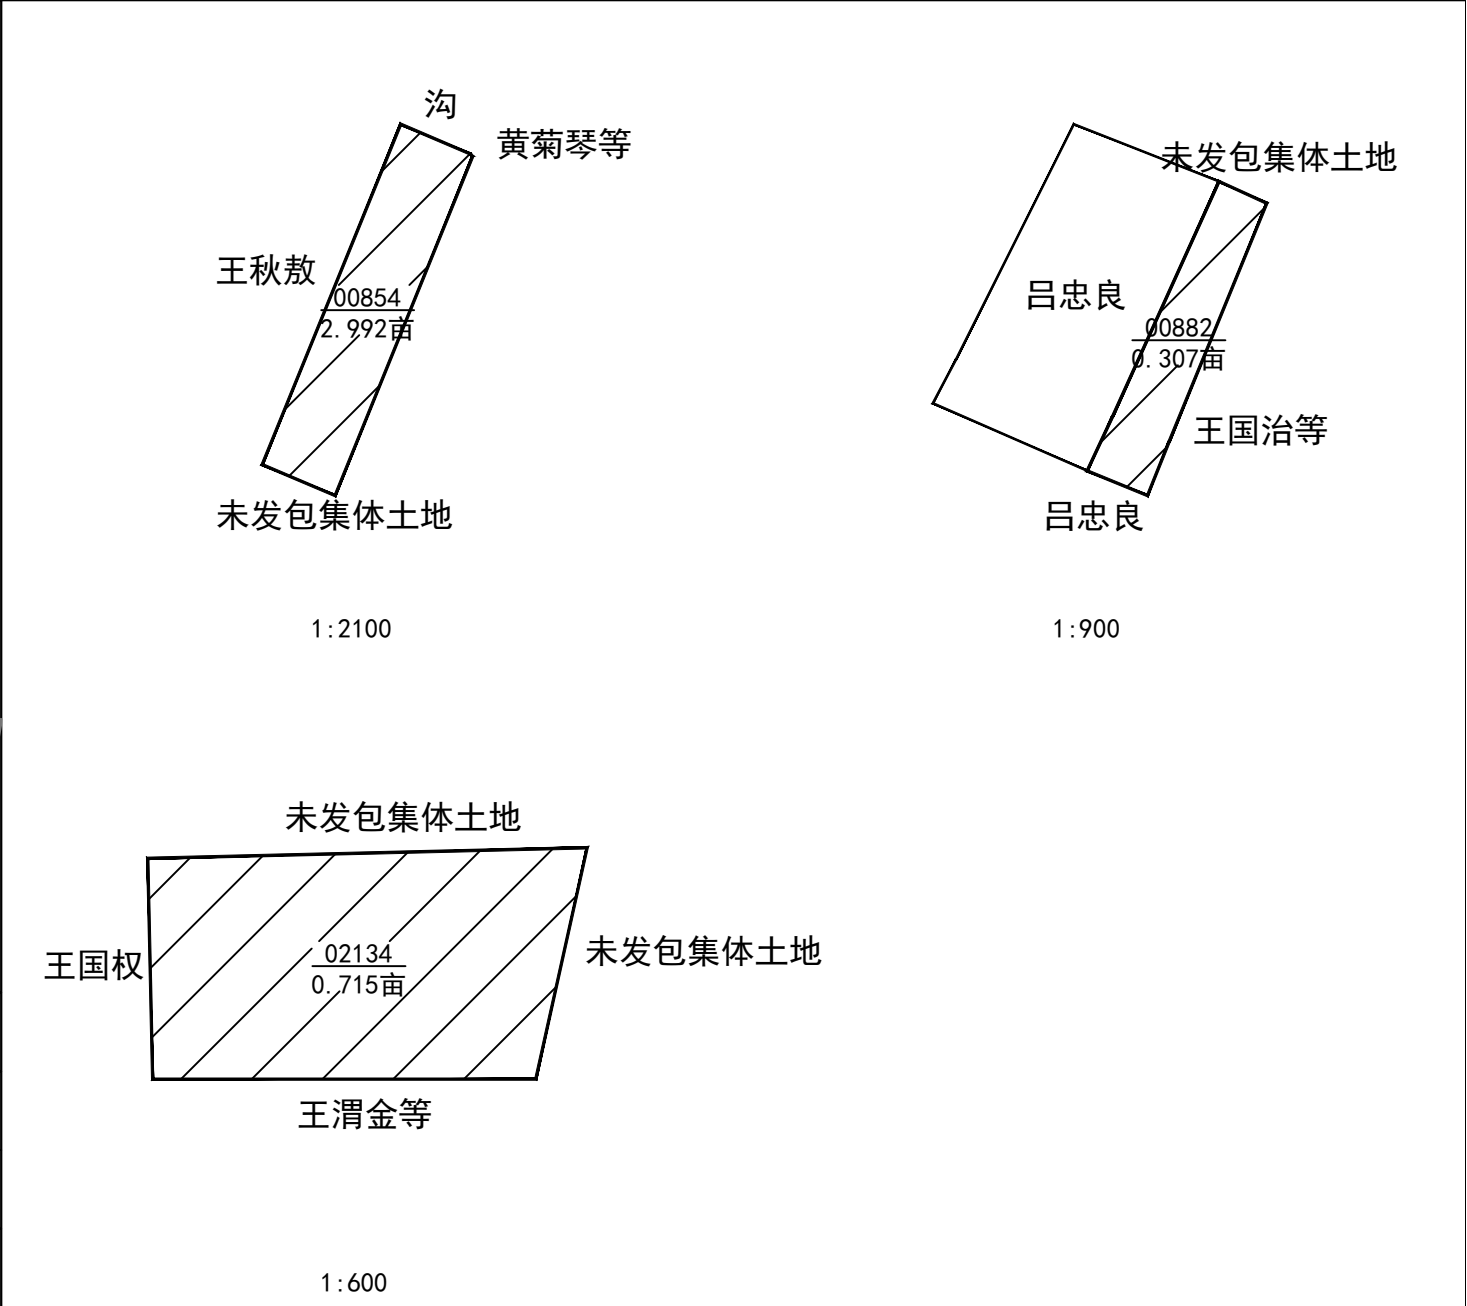 沟
黄菊琴等
王秋敖
00854
2.992亩
未发包集体土地
1:2100
未发包集体土地
吕忠良
00882
0.307亩
王国治等
吕忠良
1:900
未发包集体土地
王国权
02134
0.715亩
未发包集体土地
王渭金等
1:600